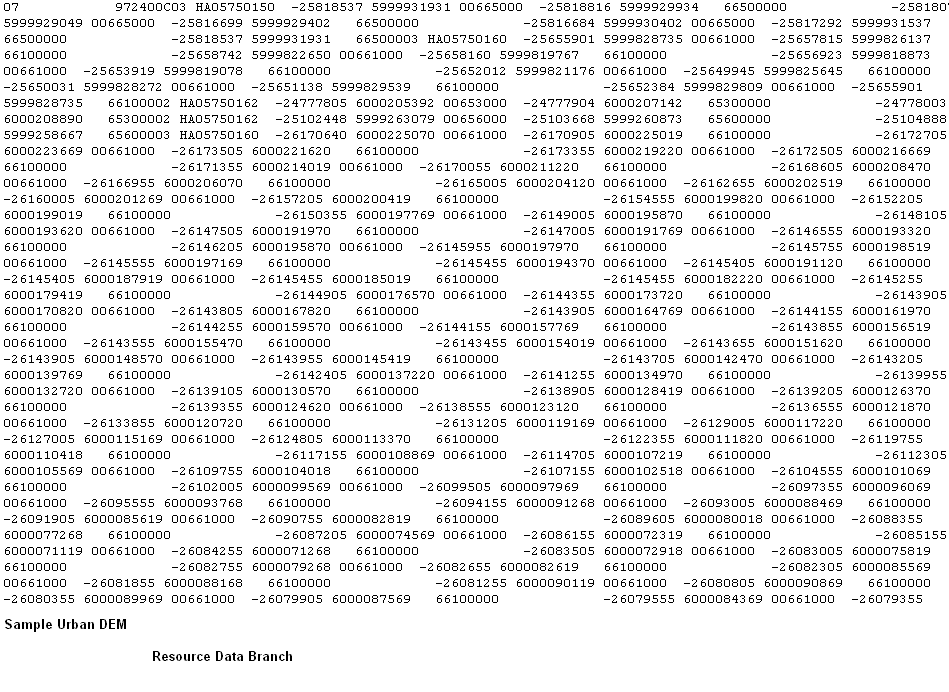 07 972400C03 HA05750150 -25818537 5999931931 00665000 -25818816 5999929934 66500000 -25818
5999929049 00665000 -25816699 5999929402 66500000 -25816684 5999930402 00665000 -25817292 5999931537
66500000 -25818537 5999931931 66500003 HA05750160 -25655901 5999828735 00661000 -25657815 5999826137
66100000 -25658742 5999822650 00661000 -25658160 5999819767 66100000 -25656923 5999818873
00661000 -25653919 5999819078 66100000 -25652012 5999821176 00661000 -25649945 5999825645 66100000
-25650031 5999828272 00661000 -25651138 5999829539 66100000 -25652384 5999829809 00661000 -25655901
5999828735 66100002 HA05750162 -24777805 6000205392 00653000 -24777904 6000207142 65300000 -24778003
6000208890 65300002 HA05750162 -25102448 5999263079 00656000 -25103668 5999260873 65600000 -25104888
5999258667 65600003 HA05750160 -26170640 6000225070 00661000 -26170905 6000225019 66100000 -26172705
6000223669 00661000 -26173505 6000221620 66100000 -26173355 6000219220 00661000 -26172505 6000216669
66100000 -26171355 6000214019 00661000 -26170055 6000211220 66100000 -26168605 6000208470
00661000 -26166955 6000206070 66100000 -26165005 6000204120 00661000 -26162655 6000202519 66100000
-26160005 6000201269 00661000 -26157205 6000200419 66100000 -26154555 6000199820 00661000 -26152205
6000199019 66100000 -26150355 6000197769 00661000 -26149005 6000195870 66100000 -26148105
6000193620 00661000 -26147505 6000191970 66100000 -26147005 6000191769 00661000 -26146555 6000193320
66100000 -26146205 6000195870 00661000 -26145955 6000197970 66100000 -26145755 6000198519
00661000 -26145555 6000197169 66100000 -26145455 6000194370 00661000 -26145405 6000191120 66100000
-26145405 6000187919 00661000 -26145455 6000185019 66100000 -26145455 6000182220 00661000 -26145255
6000179419 66100000 -26144905 6000176570 00661000 -26144355 6000173720 66100000 -26143905
6000170820 00661000 -26143805 6000167820 66100000 -26143905 6000164769 00661000 -26144155 6000161970
66100000 -26144255 6000159570 00661000 -26144155 6000157769 66100000 -26143855 6000156519
00661000 -26143555 6000155470 66100000 -26143455 6000154019 00661000 -26143655 6000151620 66100000
-26143905 6000148570 00661000 -26143955 6000145419 66100000 -26143705 6000142470 00661000 -26143205
6000139769 66100000 -26142405 6000137220 00661000 -26141255 6000134970 66100000 -26139955
6000132720 00661000 -26139105 6000130570 66100000 -26138905 6000128419 00661000 -26139205 6000126370
66100000 -26139355 6000124620 00661000 -26138555 6000123120 66100000 -26136555 6000121870
00661000 -26133855 6000120720 66100000 -26131205 6000119169 00661000 -26129005 6000117220 66100000
-26127005 6000115169 00661000 -26124805 6000113370 66100000 -26122355 6000111820 00661000 -26119755
6000110418 66100000 -26117155 6000108869 00661000 -26114705 6000107219 66100000 -26112305
6000105569 00661000 -26109755 6000104018 66100000 -26107155 6000102518 00661000 -26104555 6000101069
66100000 -26102005 6000099569 00661000 -26099505 6000097969 66100000 -26097355 6000096069
00661000 -26095555 6000093768 66100000 -26094155 6000091268 00661000 -26093005 6000088469 66100000
-26091905 6000085619 00661000 -26090755 6000082819 66100000 -26089605 6000080018 00661000 -26088355
6000077268 66100000 -26087205 6000074569 00661000 -26086155 6000072319 66100000 -26085155
6000071119 00661000 -26084255 6000071268 66100000 -26083505 6000072918 00661000 -26083005 6000075819
66100000 -26082755 6000079268 00661000 -26082655 6000082619 66100000 -26082305 6000085569
00661000 -26081855 6000088168 66100000 -26081255 6000090119 00661000 -26080805 6000090869 66100000
-26080355 6000089969 00661000 -26079905 6000087569 66100000 -26079555 6000084369 00661000 -26079355
Sample Urban DEM
Resource Data Branch